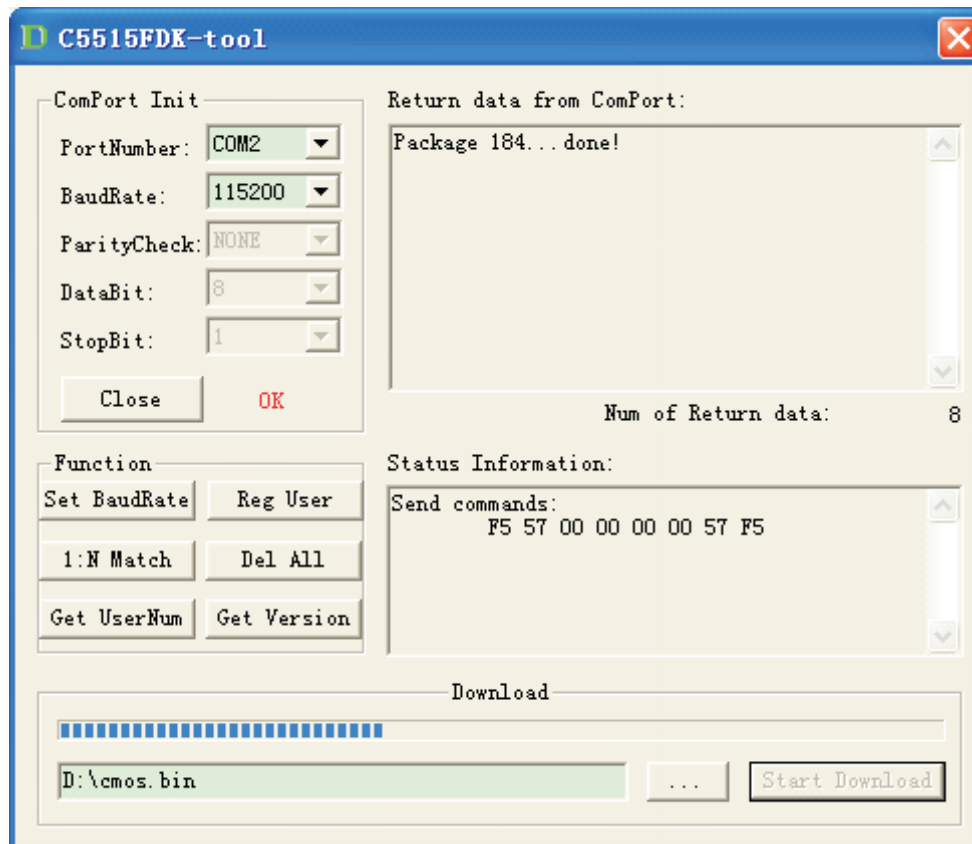 C5515FDK-tool
ComPort Init
PortNumber: COM2
BaudRate: 115200
ParityCheck: NONE
DataBit: 8
StopBit: 1
Close OK
Return data from ComPort:
Package 184...done!
Num of Return data: 8
Function
Set BaudRate Reg User
1:N Match Del All
Get UserNum Get Version
Status Information:
Send commands:
F5 57 00 00 00 00 57 F5
Download
D:\cmos.bin ... Start Download